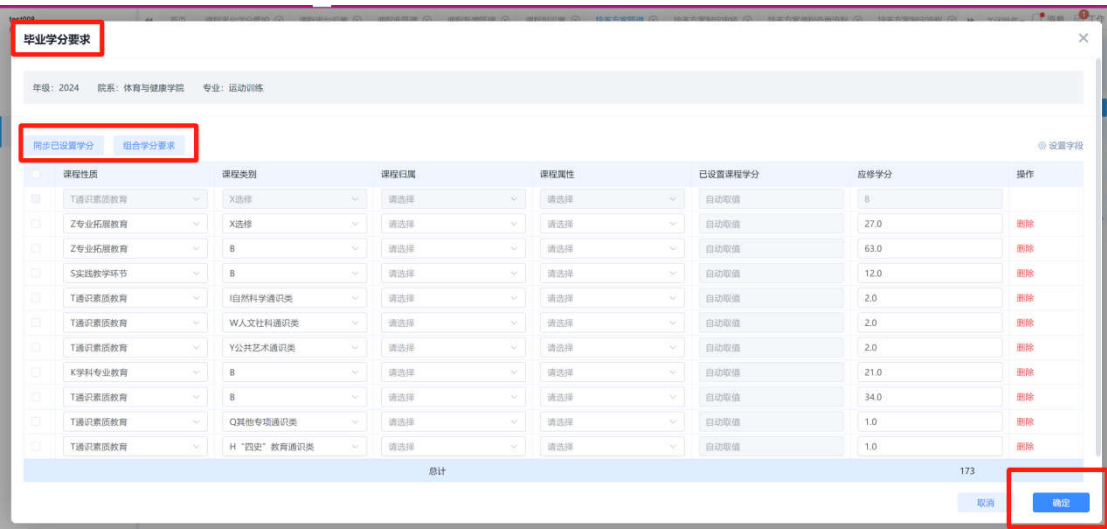 test008
毕业学分要求
年级：2024 院系：体育与健康学院 专业：运动训练
同步已设置学分 组合学分要求 设置字段
课程性质 课程类别 课程归属 课程属性 已设置课程学分 应修学分 操作
T通识素质教育 X选修 请选择 请选择 自动取值 8
Z专业拓展教育 X选修 请选择 请选择 自动取值 27.0 删除
Z专业拓展教育 B 请选择 请选择 自动取值 63.0 删除
S实践教学环节 B 请选择 请选择 自动取值 12.0 删除
T通识素质教育 I自然科学通识类 请选择 请选择 自动取值 2.0 删除
T通识素质教育 W人文社科通识类 请选择 请选择 自动取值 2.0 删除
T通识素质教育 Y公共艺术通识类 请选择 请选择 自动取值 2.0 删除
K学科专业教育 B 请选择 请选择 自动取值 21.0 删除
T通识素质教育 B 请选择 请选择 自动取值 34.0 删除
T通识素质教育 Q其他专项通识类 请选择 请选择 自动取值 1.0 删除
T通识素质教育 H“四史”教育通识类 请选择 请选择 自动取值 1.0 删除
总计 173
取消 确定